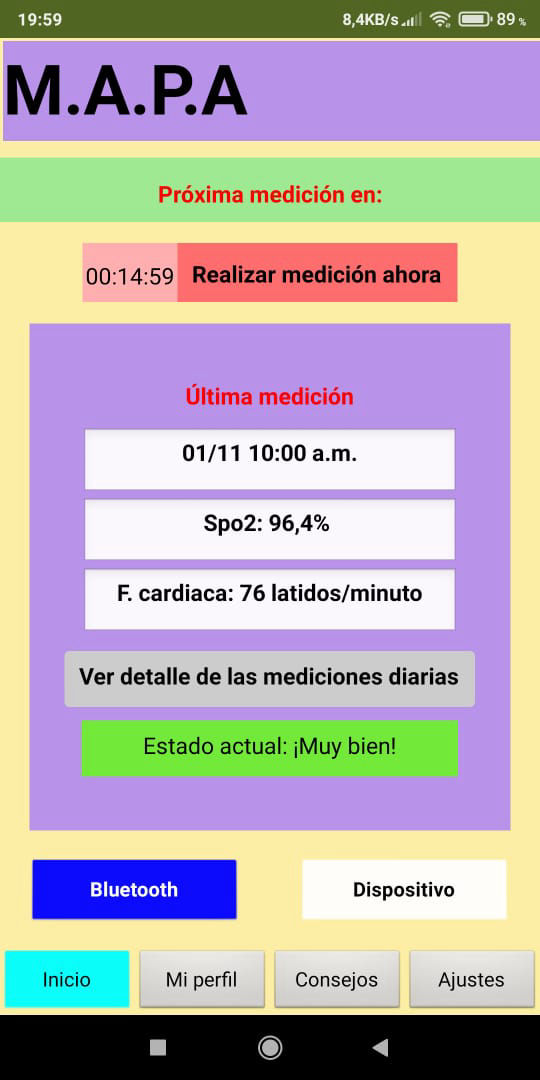 19:59
8,4KB/s
89 %
M.A.P.A
Próxima medición en:
00:14:59 Realizar medición ahora
Última medición
01/11 10:00 a.m.
Spo2: 96,4%
F. cardiaca: 76 latidos/minuto
Ver detalle de las mediciones diarias
Estado actual: ¡Muy bien!
Bluetooth
Dispositivo
Inicio
Mi perfil
Consejos
Ajustes